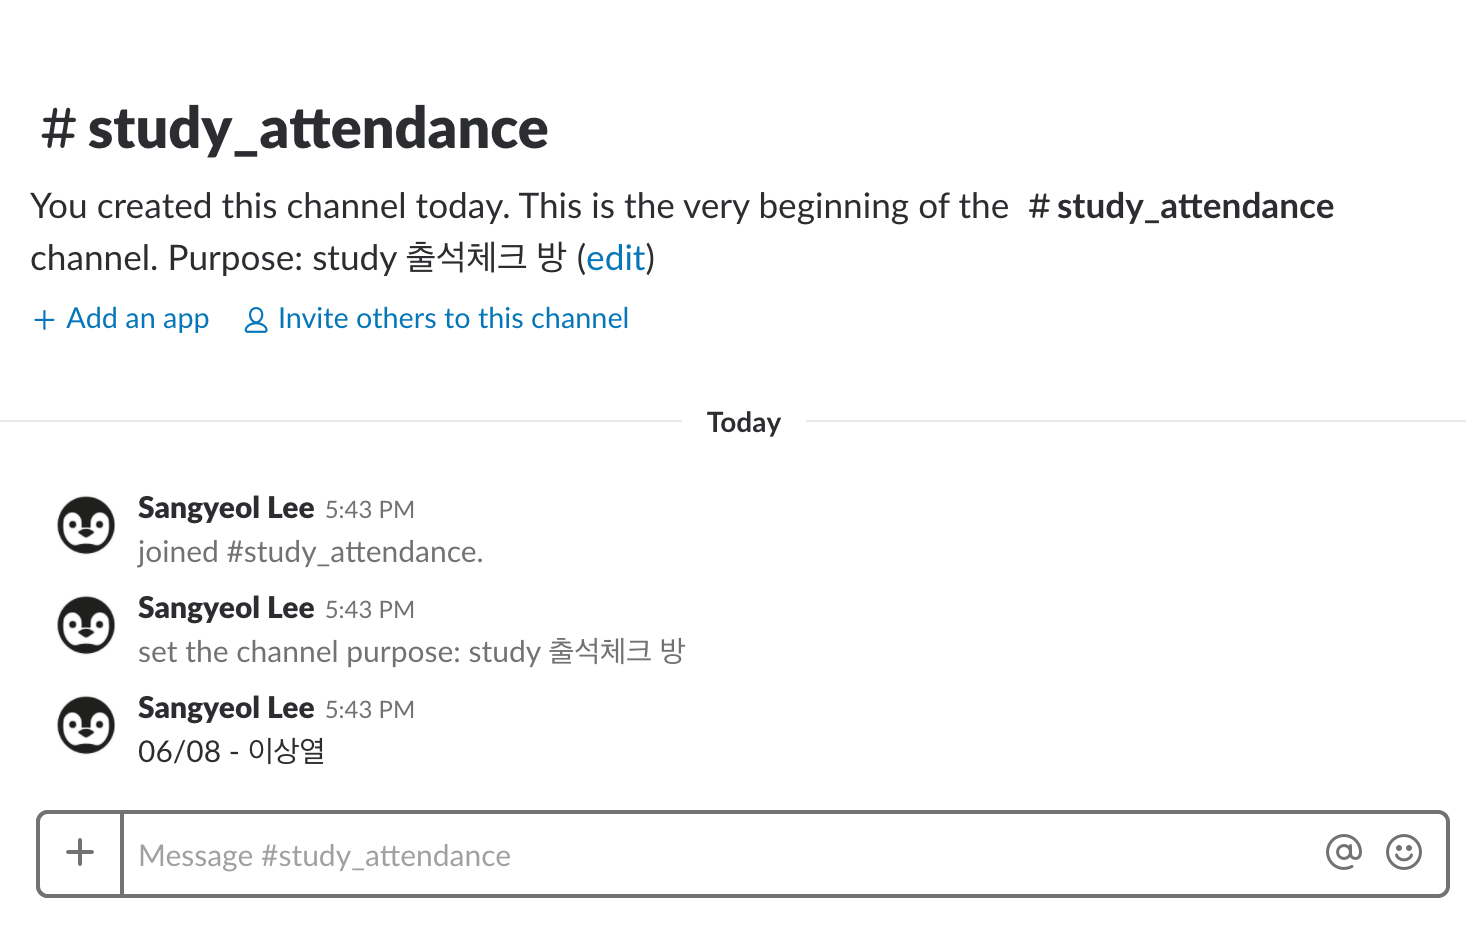 # study_attendance
You created this channel today. This is the very beginning of the # study_attendance
channel. Purpose: study 출석체크 방 (edit)
+ Add an app Invite others to this channel
Today
Sangyeol Lee 5:43 PM
joined #study_attendance.
Sangyeol Lee 5:43 PM
set the channel purpose: study 출석체크 방
Sangyeol Lee 5:43 PM
06/08 - 이상열
+ Message #study_attendance @